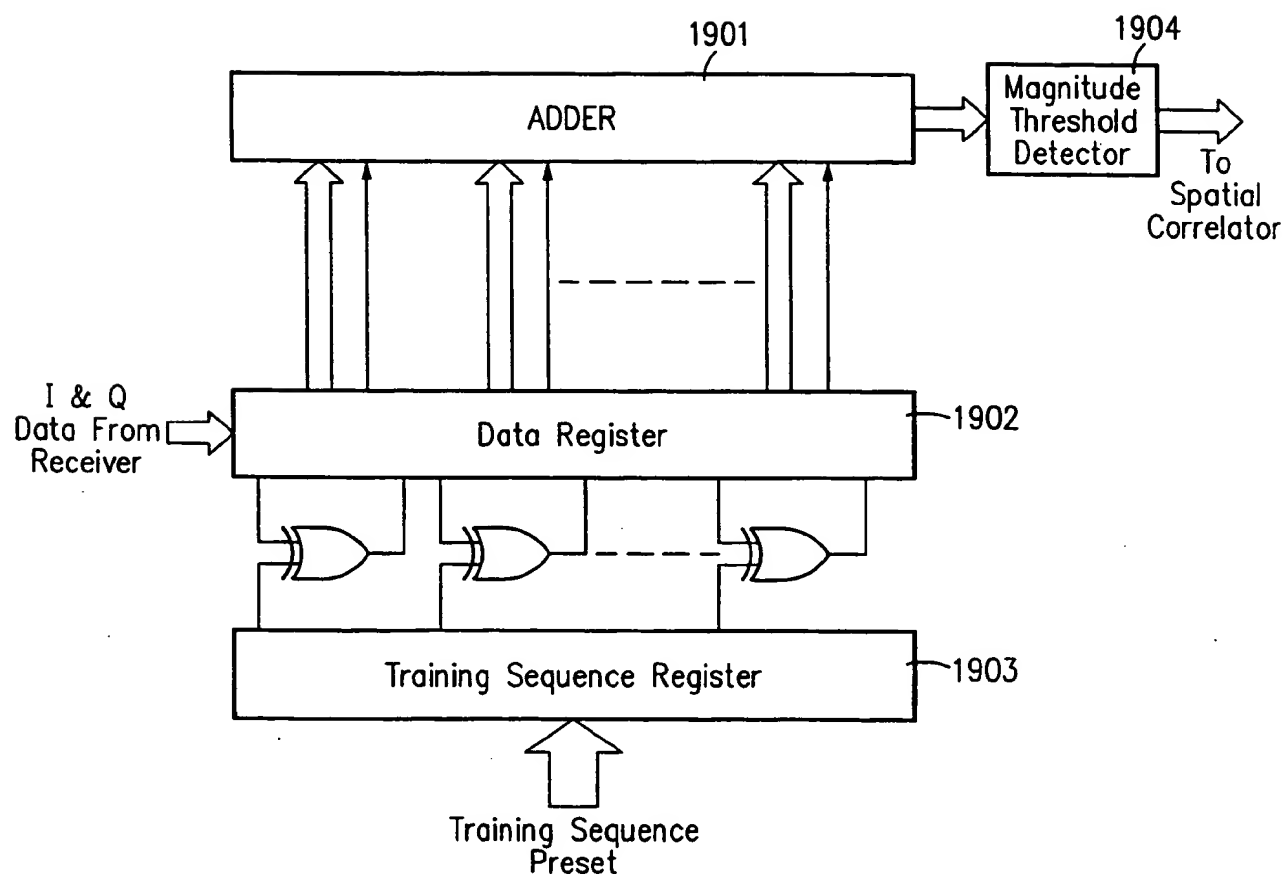 1901
1904
ADDER
Magnitude
Threshold
Detector
To
Spatial
Correlator
I & Q
Data From
Receiver
Data Register
1902
Training Sequence Register
1903
Training Sequence
Preset